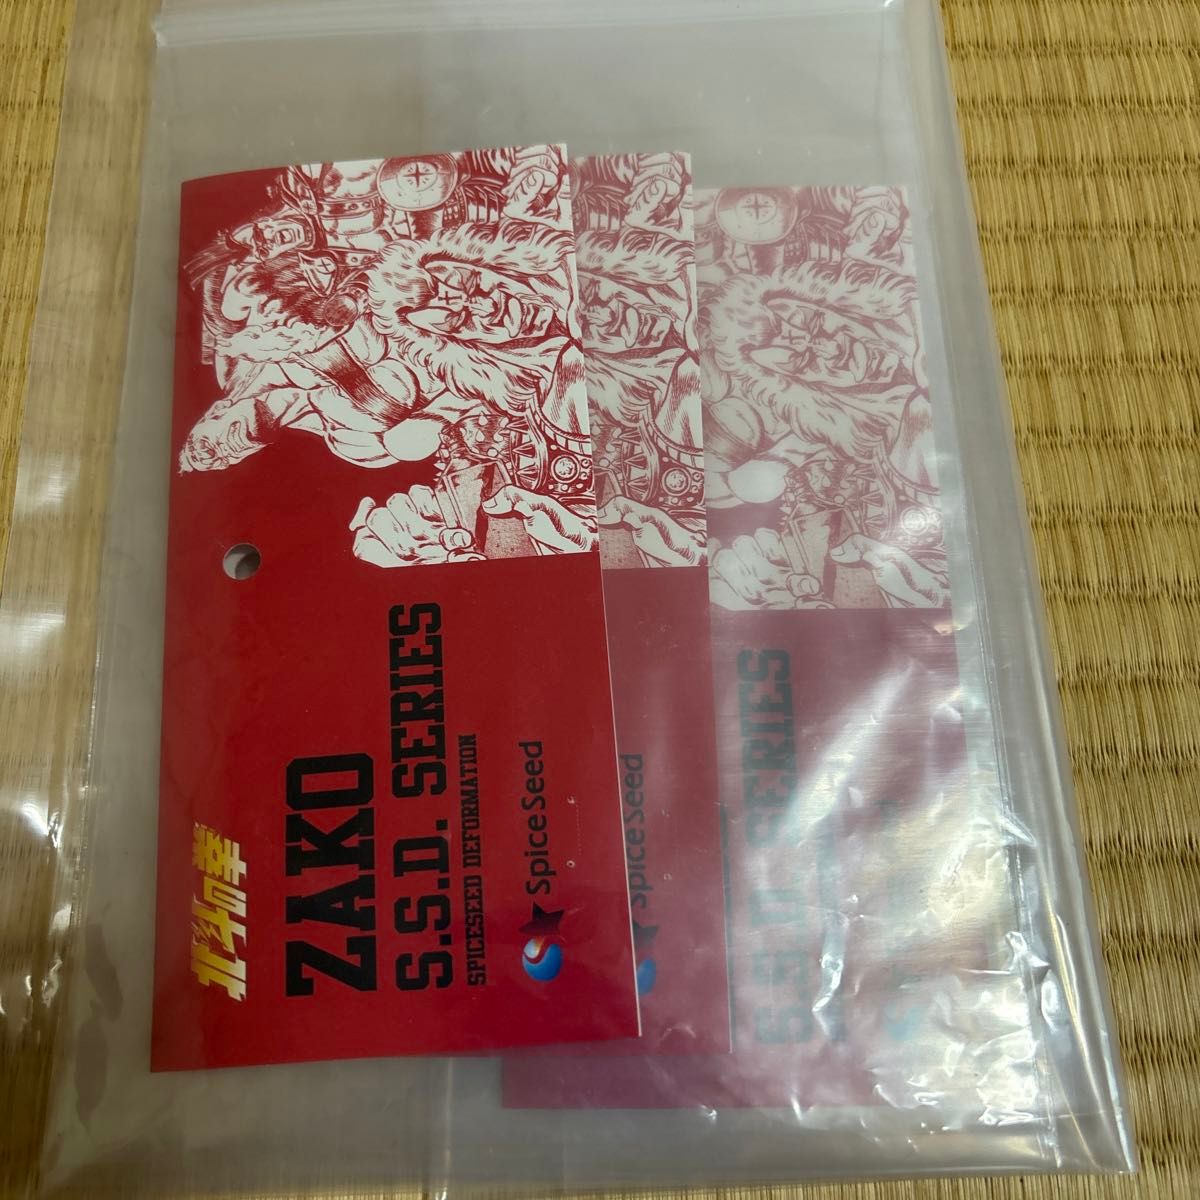 北斗の拳
ZAKO
S.S.D. SERIES
SPICESEED DEFORMATION
SpiceSeed
SpiceSeed
S.S.D. SERIES